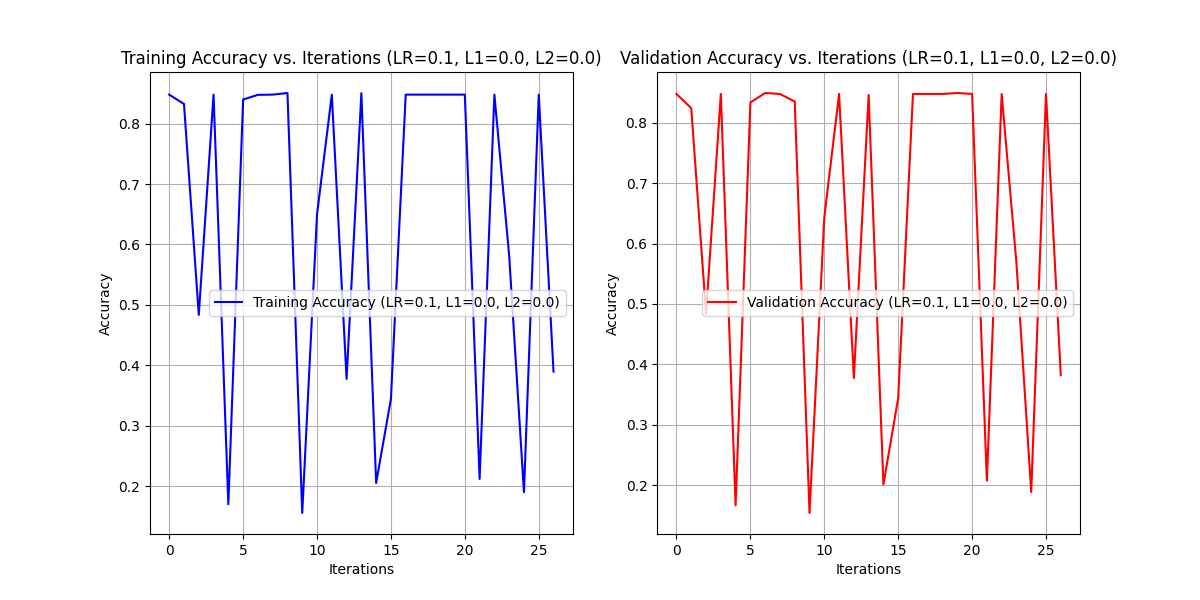 Training Accuracy vs. Iterations (LR=0.1, L1=0.0, L2=0.0)
Accuracy
0.8
0.7
0.6
0.5
0.4
0.3
0.2
Training Accuracy (LR=0.1, L1=0.0, L2=0.0)
0 5 10 15 20 25
Iterations
Validation Accuracy vs. Iterations (LR=0.1, L1=0.0, L2=0.0)
Accuracy
0.8
0.7
0.6
0.5
0.4
0.3
0.2
Validation Accuracy (LR=0.1, L1=0.0, L2=0.0)
0 5 10 15 20 25
Iterations